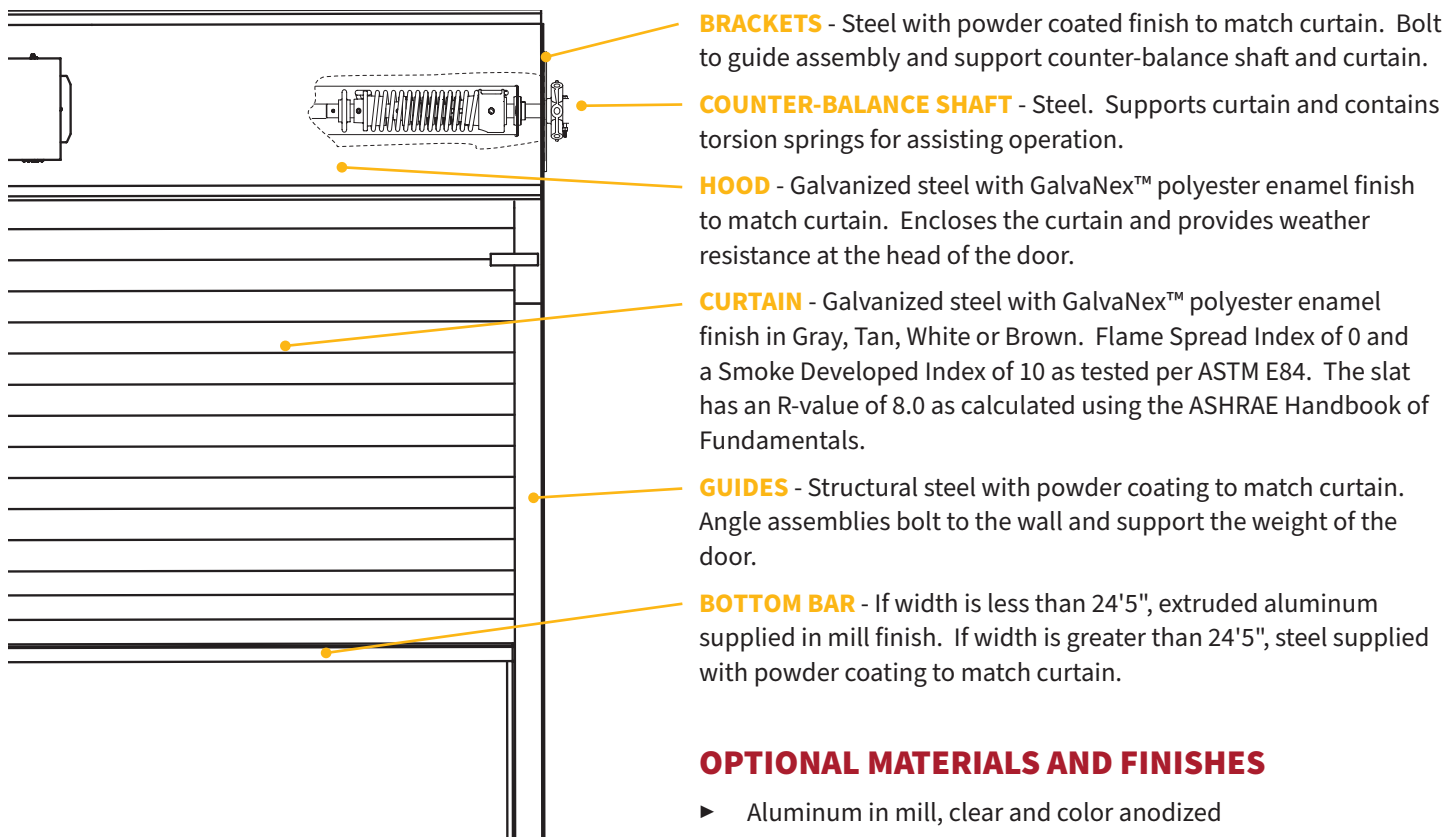 BRACKETS - Steel with powder coated finish to match curtain. Bolt
to guide assembly and support counter-balance shaft and curtain.
COUNTER-BALANCE SHAFT - Steel. Supports curtain and contains
torsion springs for assisting operation.
HOOD - Galvanized steel with GalvaNex™ polyester enamel finish
to match curtain. Encloses the curtain and provides weather
resistance at the head of the door.
CURTAIN - Galvanized steel with GalvaNex™ polyester enamel
finish in Gray, Tan, White or Brown. Flame Spread Index of 0 and
a Smoke Developed Index of 10 as tested per ASTM E84. The slat
has an R-value of 8.0 as calculated using the ASHRAE Handbook of
Fundamentals.
GUIDES - Structural steel with powder coating to match curtain.
Angle assemblies bolt to the wall and support the weight of the
door.
BOTTOM BAR - If width is less than 24'5", extruded aluminum
supplied in mill finish. If width is greater than 24'5", steel supplied
with powder coating to match curtain.
OPTIONAL MATERIALS AND FINISHES
► Aluminum in mill, clear and color anodized